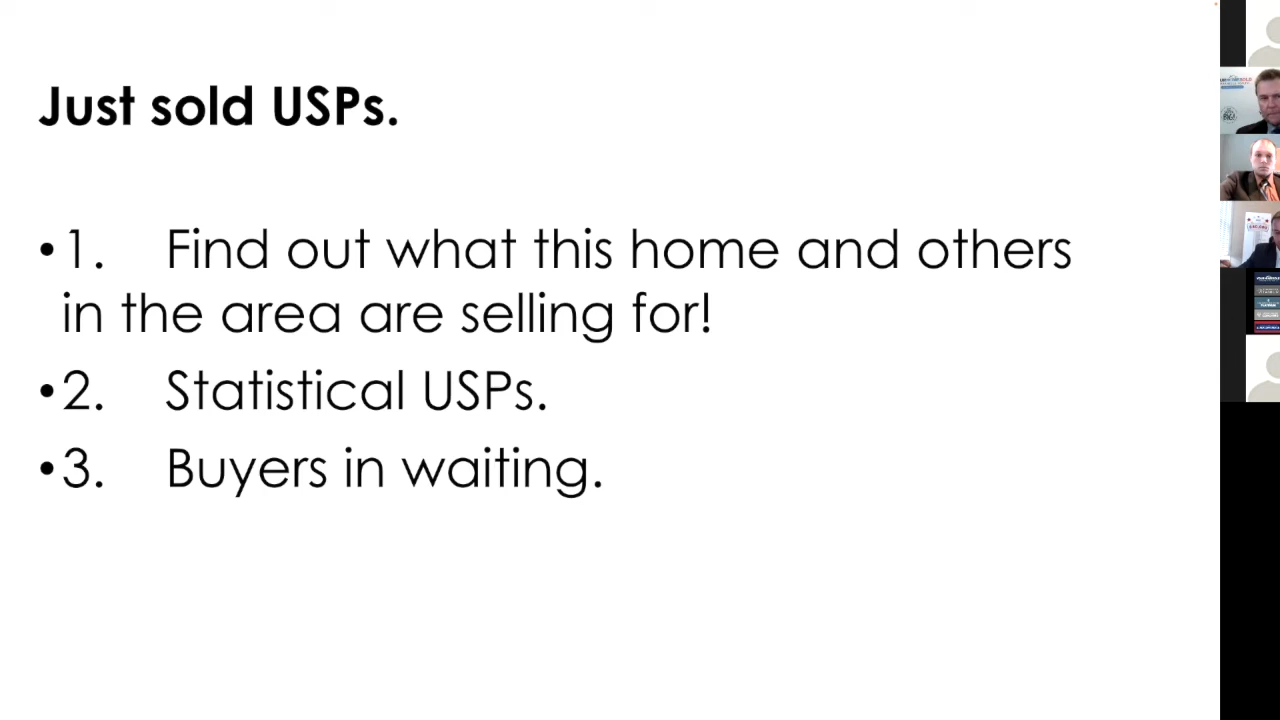 Just sold USPs.
•1. Find out what this home and others
in the area are selling for!
•2. Statistical USPs.
•3. Buyers in waiting.